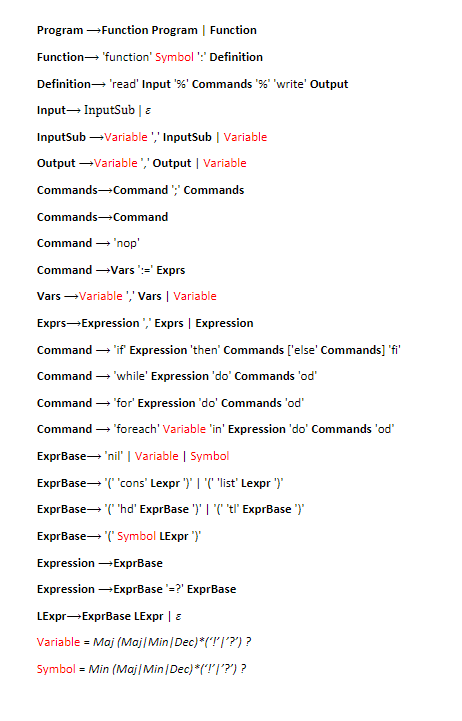 Program ⟶Function Program | Function
Function⟶ 'function' Symbol ':' Definition
Definition⟶ 'read' Input '%' Commands '%' 'write' Output
Input⟶ InputSub | ε
InputSub ⟶Variable ',' InputSub | Variable
Output ⟶Variable ',' Output | Variable
Commands⟶Command ';' Commands
Commands⟶Command
Command ⟶ 'nop'
Command ⟶Vars ':=' Exprs
Vars ⟶Variable ',' Vars | Variable
Exprs⟶Expression ',' Exprs | Expression
Command ⟶ 'if' Expression 'then' Commands ['else' Commands] 'fi'
Command ⟶ 'while' Expression 'do' Commands 'od'
Command ⟶ 'for' Expression 'do' Commands 'od'
Command ⟶ 'foreach' Variable 'in' Expression 'do' Commands 'od'
ExprBase⟶ 'nil' | Variable | Symbol
ExprBase⟶ '(' 'cons' Lexpr ')' | '(' 'list' Lexpr ')'
ExprBase⟶ '(' 'hd' ExprBase ')' | '(' 'tl' ExprBase ')'
ExprBase⟶ '(' Symbol LExpr ')'
Expression ⟶ExprBase
Expression ⟶ExprBase '=?' ExprBase
LExpr⟶ExprBase LExpr | ε
Variable = Maj (Maj|Min|Dec)*('!'|'?') ?
Symbol = Min (Maj|Min|Dec)*('!'|'?') ?